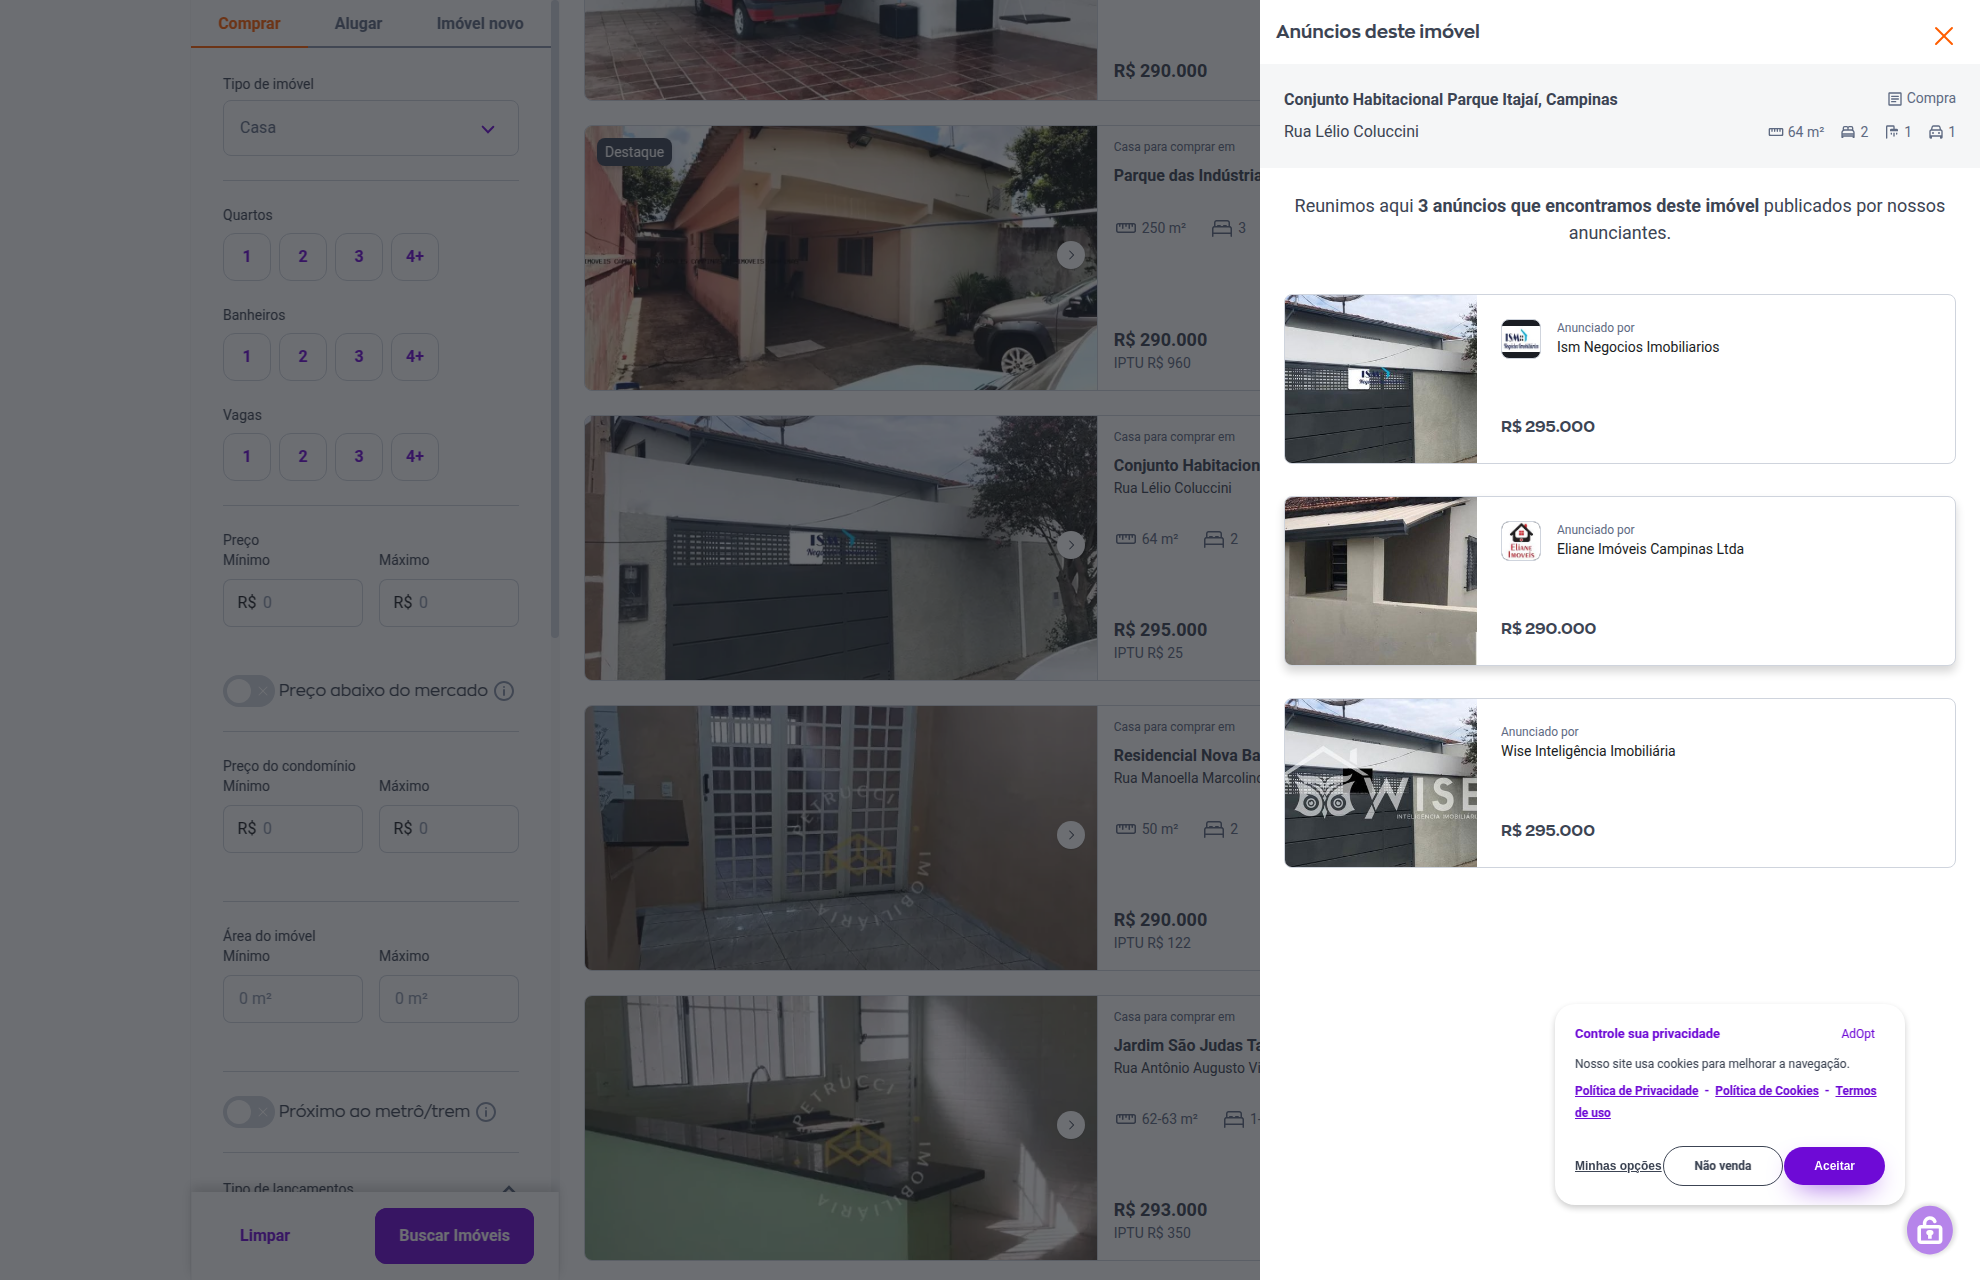 Comprar
Alugar
Imóvel novo
Tipo de imóvel
Casa
Quartos
1 2 3 4+
Banheiros
1 2 3 4+
Vagas
1 2 3 4+
Preço
Mínimo Máximo
R$ 0 R$ 0
Preço abaixo do mercado
Preço do condomínio
Mínimo Máximo
R$ 0 R$ 0
Área do imóvel
Mínimo Máximo
0 m² 0 m²
Próximo ao metrô/trem
Tipo de lançamentos
Limpar
Buscar Imóveis
R$ 290.000
Destaque
Casa para comprar em
Parque das Indústria
250 m² 3
R$ 290.000
IPTU R$ 960
Casa para comprar em
Conjunto Habitacion
Rua Lélio Coluccini
64 m² 2
R$ 295.000
IPTU R$ 25
PETRUCCI
IMOBILIÁRIA
Casa para comprar em
Residencial Nova Ba
Rua Manoella Marcolino
50 m² 2
R$ 290.000
IPTU R$ 122
PETRUCCI
IMOBILIÁRIA
Casa para comprar em
Jardim São Judas Ta
Rua Antônio Augusto Vi
62-63 m² 1-
R$ 293.000
IPTU R$ 350
Anúncios deste imóvel
Conjunto Habitacional Parque Itajaí, Campinas
Compra
Rua Lélio Coluccini
64 m² 2 1 1
Reunimos aqui 3 anúncios que encontramos deste imóvel publicados por nossos
anunciantes.
Anunciado por
Ism Negocios Imobiliarios
R$ 295.000
ELIANE
IMOVEIS
Anunciado por
Eliane Imóveis Campinas Ltda
R$ 290.000
WISE
INTELIGÊNCIA IMOBILIÁRI
Anunciado por
Wise Inteligência Imobiliária
R$ 295.000
Controle sua privacidade
AdOpt
Nosso site usa cookies para melhorar a navegação.
Política de Privacidade - Política de Cookies - Termos
de uso
Minhas opções
Não venda
Aceitar